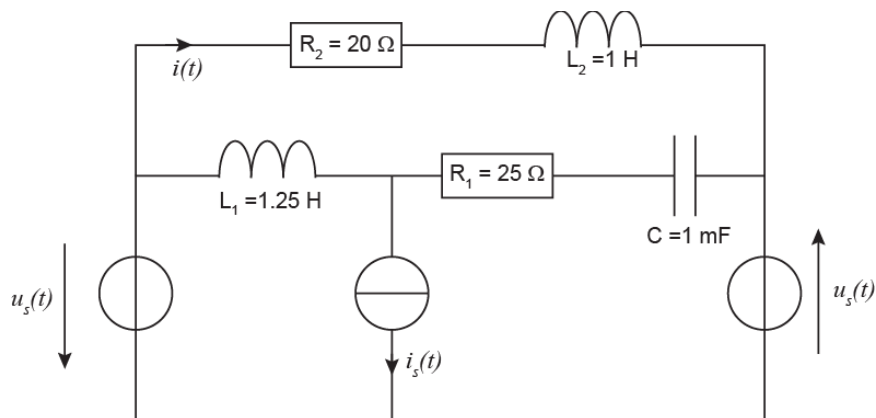 R₂ = 20 Ω
i(t)
L₂ =1 H
R₁ = 25 Ω
L₁ =1.25 H
C =1 mF
uₛ(t)
uₛ(t)
iₛ(t)